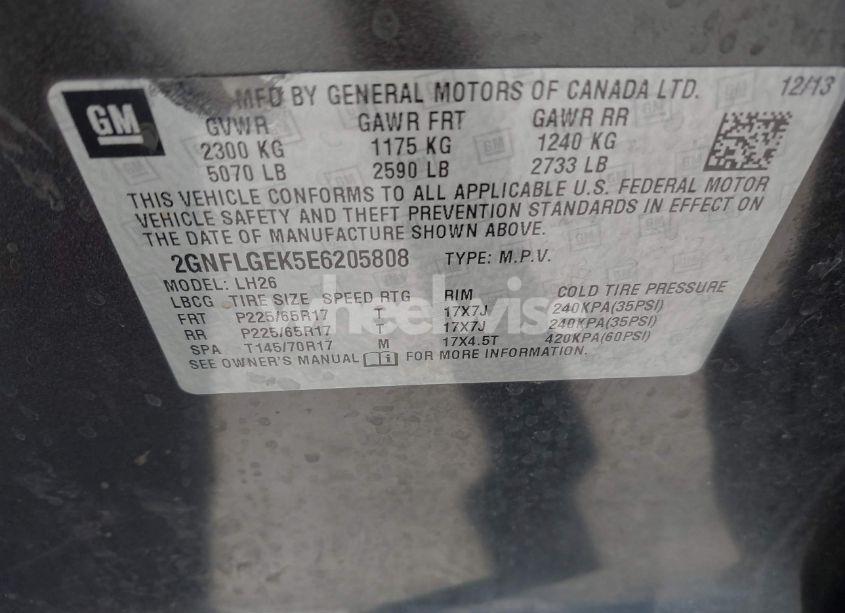 GM
MFD BY GENERAL MOTORS OF CANADA LTD. 12/13
GVWR GAWR FRT GAWR RR
2300 KG 1175 KG 1240 KG
5070 LB 2590 LB 2733 LB
THIS VEHICLE CONFORMS TO ALL APPLICABLE U.S. FEDERAL MOTOR
VEHICLE SAFETY AND THEFT PREVENTION STANDARDS IN EFFECT ON
THE DATE OF MANUFACTURE SHOWN ABOVE.
2GNFLGEK5E6205808 TYPE: M.P.V.
MODEL: LH26
LBCG TIRE SIZE SPEED RTG RIM COLD TIRE PRESSURE
FRT P225/65R17 T 17X7J 240KPA(35PSI)
RR P225/65R17 T 17X7J 240KPA(35PSI)
SPA T145/70R17 M 17X4.5T 420KPA(60PSI)
SEE OWNER'S MANUAL FOR MORE INFORMATION.